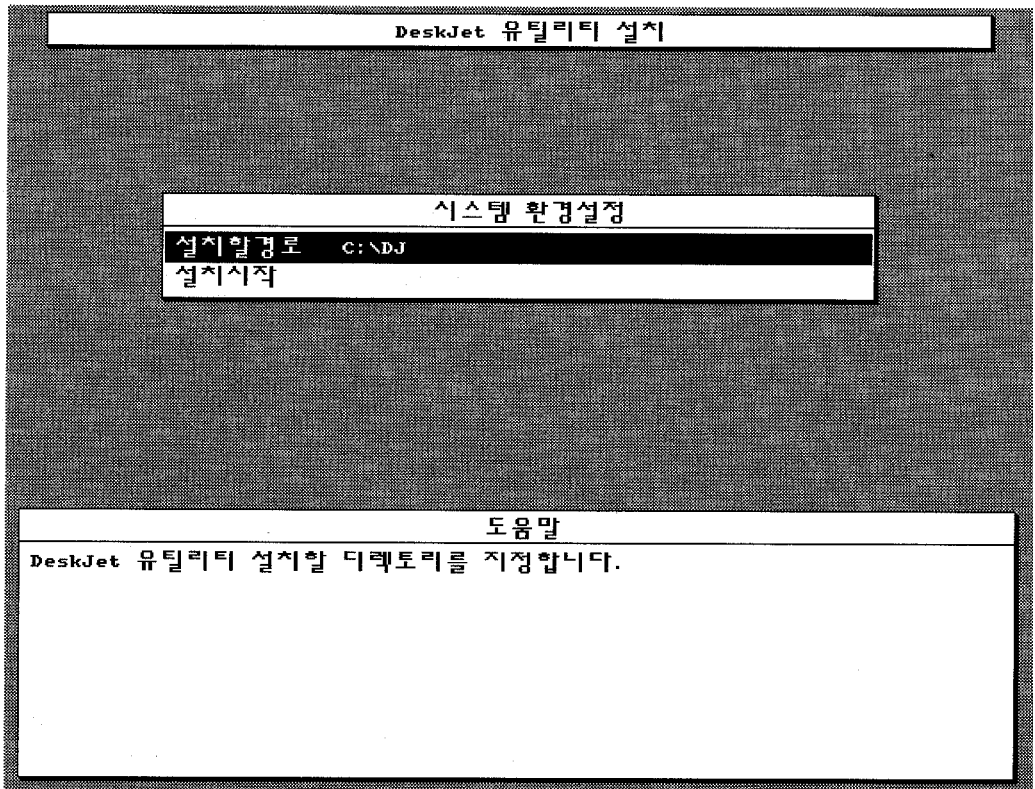 DeskJet 유틸리티 설치
시스템 환경설정
설치할경로 C:\DJ
설치시작
도움말
DeskJet 유틸리티 설치할 디렉토리를 지정합니다.